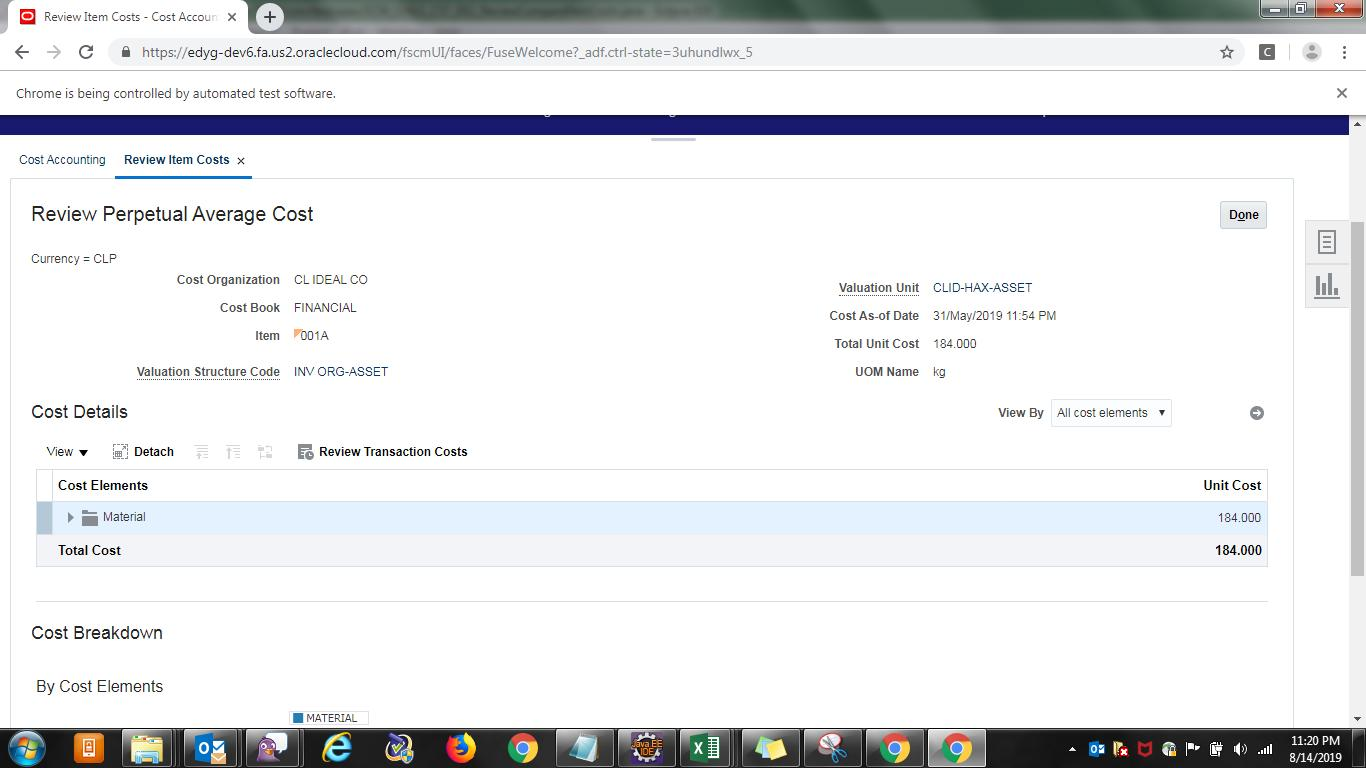 Review Item Costs - Cost Accoun
https://edyg-dev6.fa.us2.oraclecloud.com/fscmUI/faces/FuseWelcome?_adf.ctrl-state=3uhundlwx_5
C
Chrome is being controlled by automated test software.
Cost Accounting Review Item Costs
Review Perpetual Average Cost
Done
Currency = CLP
Cost Organization CL IDEAL CO
Cost Book FINANCIAL
Item 001A
Valuation Structure Code INV ORG-ASSET
Valuation Unit CLID-HAX-ASSET
Cost As-of Date 31/May/2019 11:54 PM
Total Unit Cost 184.000
UOM Name kg
Cost Details
View By All cost elements
View Detach Review Transaction Costs
Cost Elements Unit Cost
Material 184.000
Total Cost 184.000
Cost Breakdown
By Cost Elements
MATERIAL
Java EE
IDE
11:20 PM
8/14/2019